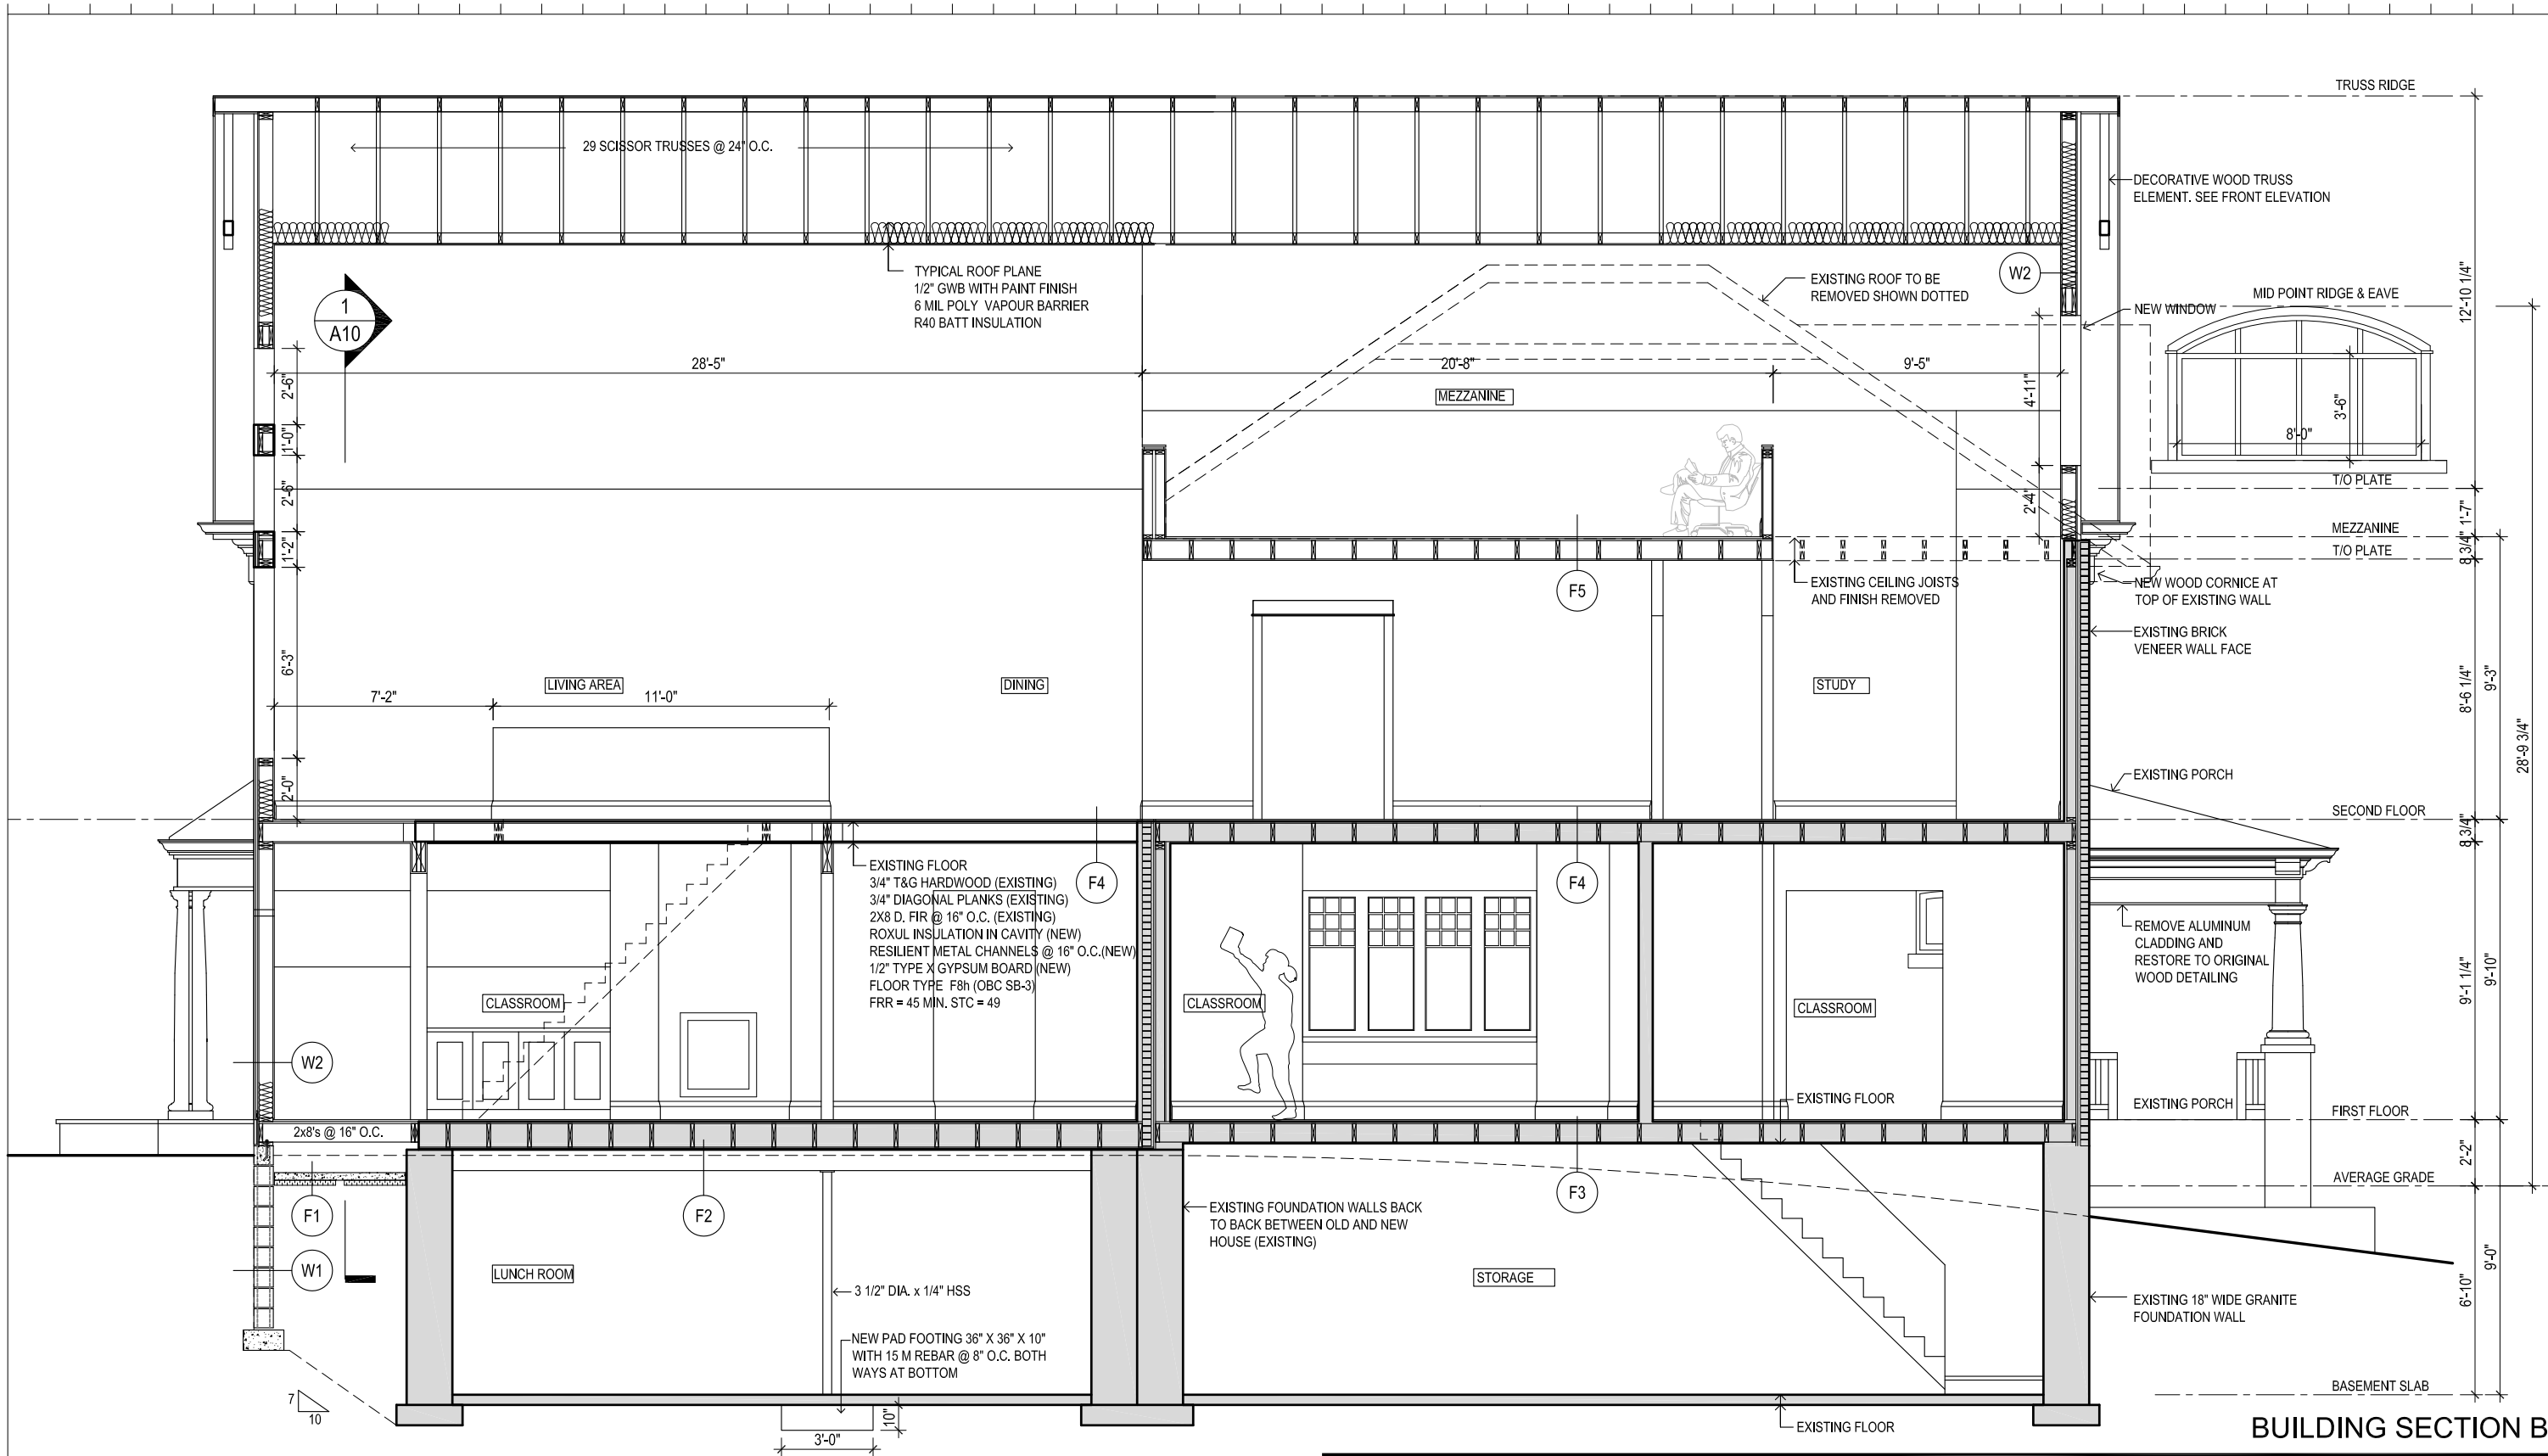 TRUSS RIDGE
29 SCISSOR TRUSSES @ 24" O.C.
DECORATIVE WOOD TRUSS
ELEMENT. SEE FRONT ELEVATION
TYPICAL ROOF PLANE
1/2" GWB WITH PAINT FINISH
6 MIL POLY VAPOUR BARRIER
R40 BATT INSULATION
EXISTING ROOF TO BE
REMOVED SHOWN DOTTED
W2
12'-10 1/4"
MID POINT RIDGE & EAVE
NEW WINDOW
1
A10
28'-5"
20'-8"
9'-5"
2'-6"
4'-11"
MEZZANINE
3'-6"
8'-0"
1'-0"
2'-6"
2'-4"
T/O PLATE
1'-7"
MEZZANINE
1'-2"
8 3/4"
T/O PLATE
EXISTING CEILING JOISTS
AND FINISH REMOVED
F5
NEW WOOD CORNICE AT
TOP OF EXISTING WALL
EXISTING BRICK
VENEER WALL FACE
6'-3"
8'-6 1/4"
9'-3"
LIVING AREA
DINING
STUDY
7'-2"
11'-0"
28'-9 3/4"
EXISTING PORCH
2'-0"
SECOND FLOOR
8 3/4"
EXISTING FLOOR
3/4" T&G HARDWOOD (EXISTING)
3/4" DIAGONAL PLANKS (EXISTING)
2X8 D. FIR @ 16" O.C. (EXISTING)
ROXUL INSULATION IN CAVITY (NEW)
RESILIENT METAL CHANNELS @ 16" O.C.(NEW)
1/2" TYPE X GYPSUM BOARD (NEW)
FLOOR TYPE F8h (OBC SB-3)
FRR = 45 MIN. STC = 49
F4
F4
REMOVE ALUMINUM
CLADDING AND
RESTORE TO ORIGINAL
WOOD DETAILING
9'-1 1/4"
9'-10"
CLASSROOM
CLASSROOM
CLASSROOM
W2
EXISTING FLOOR
EXISTING PORCH
FIRST FLOOR
2x8's @ 16" O.C.
2'-2"
AVERAGE GRADE
F1
F2
F3
EXISTING FOUNDATION WALLS BACK
TO BACK BETWEEN OLD AND NEW
HOUSE (EXISTING)
W1
LUNCH ROOM
STORAGE
9'-0"
6'-10"
3 1/2" DIA. x 1/4" HSS
EXISTING 18" WIDE GRANITE
FOUNDATION WALL
NEW PAD FOOTING 36" X 36" X 10"
WITH 15 M REBAR @ 8" O.C. BOTH
WAYS AT BOTTOM
BASEMENT SLAB
7
10
10"
3'-0"
EXISTING FLOOR
BUILDING SECTION B